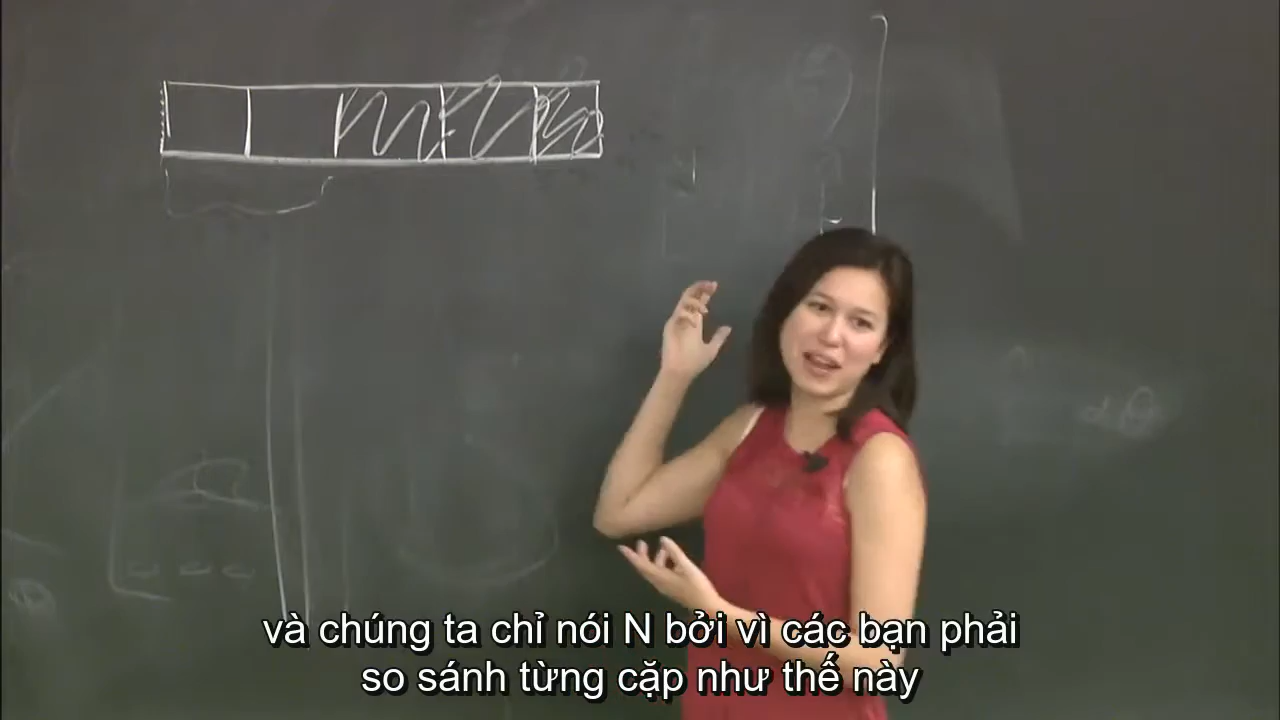 và chúng ta chỉ nói N bởi vì các bạn phải
so sánh từng cặp như thế này